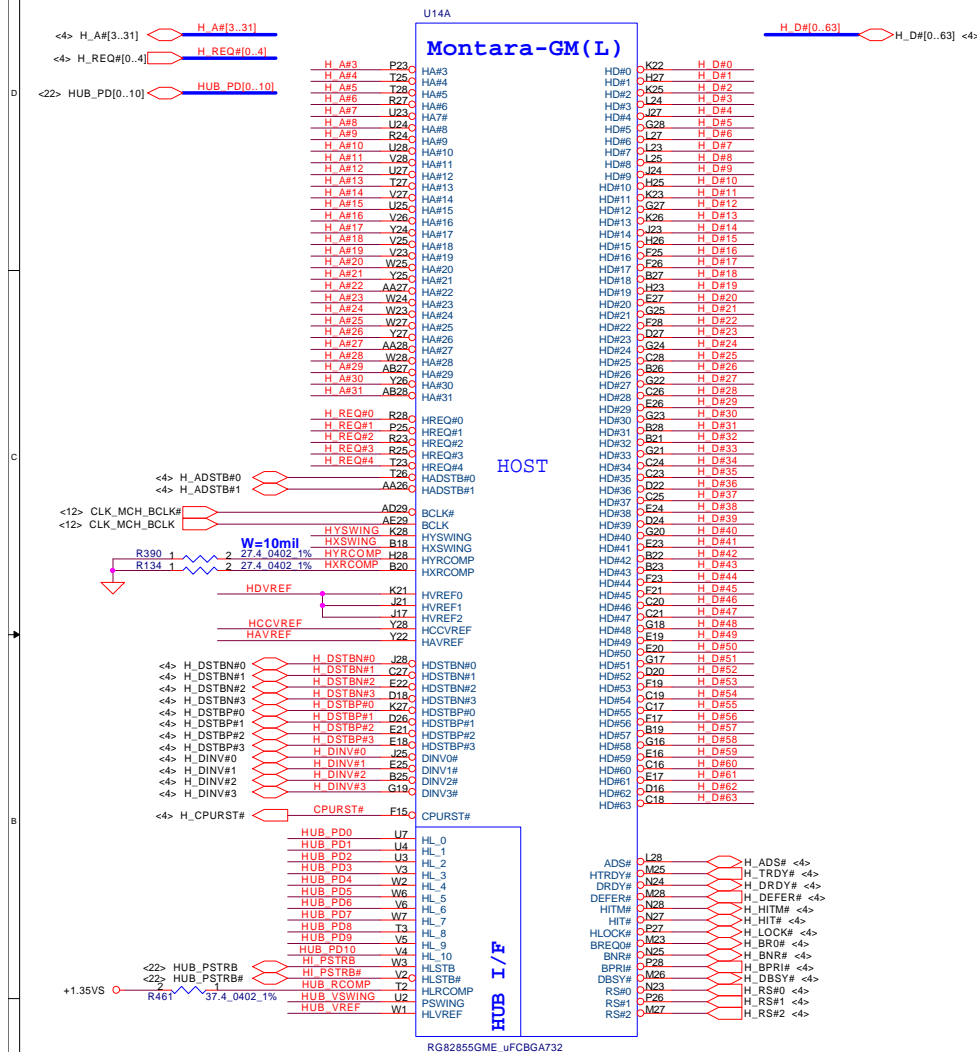 U14A
<4> H_A#[3..31] H_A#[3..31]
<4> H_REQ#[0..4] H_REQ#[0..4]
<22> HUB_PD[0..10] HUB_PD[0..10]
H_D#[0..63] H_D#[0..63] <4>
Montara-GM(L)
H_A#3 P23 HA#3
H_A#4 T25 HA#4
H_A#5 T28 HA#5
H_A#6 R27 HA#6
H_A#7 U23 HA7#
H_A#8 U24 HA#8
H_A#9 R24 HA#9
H_A#10 U28 HA#10
H_A#11 V28 HA#11
H_A#12 U27 HA#12
H_A#13 T27 HA#13
H_A#14 V27 HA#14
H_A#15 U25 HA#15
H_A#16 V26 HA#16
H_A#17 Y24 HA#17
H_A#18 V25 HA#18
H_A#19 V23 HA#19
H_A#20 W25 HA#20
H_A#21 Y25 HA#21
H_A#22 AA27 HA#22
H_A#23 W24 HA#23
H_A#24 W23 HA#24
H_A#25 W27 HA#25
H_A#26 Y27 HA#26
H_A#27 AA28 HA#27
H_A#28 W28 HA#28
H_A#29 AB27 HA#29
H_A#30 Y26 HA#30
H_A#31 AB28 HA#31
H_REQ#0 R28 HREQ#0
H_REQ#1 P25 HREQ#1
H_REQ#2 R23 HREQ#2
H_REQ#3 R25 HREQ#3
H_REQ#4 T23 HREQ#4
<4> H_ADSTB#0 T26 HADSTB#0
<4> H_ADSTB#1 AA26 HADSTB#1
<12> CLK_MCH_BCLK# AD29 BCLK#
<12> CLK_MCH_BCLK AE29 BCLK
HYSWING K28 HYSWING
W=10mil HXSWING B18 HXSWING
R390 1 2 27.4_0402_1% HYRCOMP H28 HYRCOMP
R134 1 2 27.4_0402_1% HXRCOMP B20 HXRCOMP
HDVREF K21 HVREF0
J21 HVREF1
J17 HVREF2
HCCVREF Y28 HCCVREF
HAVREF Y22 HAVREF
<4> H_DSTBN#0 H_DSTBN#0 J28 HDSTBN#0
<4> H_DSTBN#1 H_DSTBN#1 C27 HDSTBN#1
<4> H_DSTBN#2 H_DSTBN#2 E22 HDSTBN#2
<4> H_DSTBN#3 H_DSTBN#3 D18 HDSTBN#3
<4> H_DSTBP#0 H_DSTBP#0 K27 HDSTBP#0
<4> H_DSTBP#1 H_DSTBP#1 D26 HDSTBP#1
<4> H_DSTBP#2 H_DSTBP#2 E21 HDSTBP#2
<4> H_DSTBP#3 H_DSTBP#3 E18 HDSTBP#3
<4> H_DINV#0 H_DINV#0 J25 DINV0#
<4> H_DINV#1 H_DINV#1 E25 DINV1#
<4> H_DINV#2 H_DINV#2 B25 DINV2#
<4> H_DINV#3 H_DINV#3 G19 DINV3#
<4> H_CPURST# CPURST# F15 CPURST#
HUB_PD0 U7 HL_0
HUB_PD1 U4 HL_1
HUB_PD2 U3 HL_2
HUB_PD3 V3 HL_3
HUB_PD4 W2 HL_4
HUB_PD5 W6 HL_5
HUB_PD6 V6 HL_6
HUB_PD7 W7 HL_7
HUB_PD8 T3 HL_8
HUB_PD9 V5 HL_9
HUB_PD10 V4 HL_10
<22> HUB_PSTRB HI_PSTRB W3 HLSTB
<22> HUB_PSTRB# HI_PSTRB# V2 HLSTB#
+1.35VS 2 1 HUB_RCOMP T2 HLRCOMP
R461 37.4_0402_1% HUB_VSWING U2 PSWING
HUB_VREF W1 HLVREF
HOST
HUB I/F
HD#0 K22 H_D#0
HD#1 H27 H_D#1
HD#2 K25 H_D#2
HD#3 L24 H_D#3
HD#4 J27 H_D#4
HD#5 G28 H_D#5
HD#6 L27 H_D#6
HD#7 L23 H_D#7
HD#8 L25 H_D#8
HD#9 J24 H_D#9
HD#10 H25 H_D#10
HD#11 K23 H_D#11
HD#12 G27 H_D#12
HD#13 K26 H_D#13
HD#14 J23 H_D#14
HD#15 H26 H_D#15
HD#16 F25 H_D#16
HD#17 F26 H_D#17
HD#18 B27 H_D#18
HD#19 H23 H_D#19
HD#20 E27 H_D#20
HD#21 G25 H_D#21
HD#22 F28 H_D#22
HD#23 D27 H_D#23
HD#24 G24 H_D#24
HD#25 C28 H_D#25
HD#26 B26 H_D#26
HD#27 G22 H_D#27
HD#28 C26 H_D#28
HD#29 E26 H_D#29
HD#30 G23 H_D#30
HD#31 B28 H_D#31
HD#32 B21 H_D#32
HD#33 G21 H_D#33
HD#34 C24 H_D#34
HD#35 C23 H_D#35
HD#36 D22 H_D#36
HD#37 C25 H_D#37
HD#38 E24 H_D#38
HD#39 D24 H_D#39
HD#40 G20 H_D#40
HD#41 E23 H_D#41
HD#42 B22 H_D#42
HD#43 B23 H_D#43
HD#44 F23 H_D#44
HD#45 F21 H_D#45
HD#46 C20 H_D#46
HD#47 C21 H_D#47
HD#48 G18 H_D#48
HD#49 E19 H_D#49
HD#50 E20 H_D#50
HD#51 G17 H_D#51
HD#52 D20 H_D#52
HD#53 F19 H_D#53
HD#54 C19 H_D#54
HD#55 C17 H_D#55
HD#56 F17 H_D#56
HD#57 B19 H_D#57
HD#58 G16 H_D#58
HD#59 E16 H_D#59
HD#60 C16 H_D#60
HD#61 E17 H_D#61
HD#62 D16 H_D#62
HD#63 C18 H_D#63
ADS# L28 H_ADS# <4>
HTRDY# M25 H_TRDY# <4>
DRDY# N24 H_DRDY# <4>
DEFER# M28 H_DEFER# <4>
HITM# N28 H_HITM# <4>
HIT# N27 H_HIT# <4>
HLOCK# P27 H_LOCK# <4>
BREQ0# M23 H_BR0# <4>
BNR# N25 H_BNR# <4>
BPRI# P28 H_BPRI# <4>
DBSY# M26 H_DBSY# <4>
RS#0 N23 H_RS#0 <4>
RS#1 P26 H_RS#1 <4>
RS#2 M27 H_RS#2 <4>
RG82855GME_uFCBGA732
D
C
B